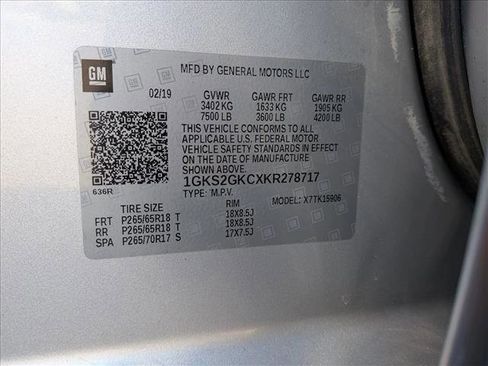 GM
MFD BY GENERAL MOTORS LLC
02/19 GVWR GAWR FRT GAWR RR
3402 KG 1633 KG 1905 KG
7500 LB 3600 LB 4200 LB
THIS VEHICLE CONFORMS TO ALL
APPLICABLE U.S. FEDERAL MOTOR
VEHICLE SAFETY STANDARDS IN EFFECT
ON THE DATE OF MANUFACTURE
SHOWN ABOVE.
1GKS2GKCXKR278717
TYPE: M.P.V. MODEL: X7TK15906
636R
TIRE SIZE RIM
FRT P265/65R18 T 18X8.5J
RR P265/65R18 T 18X8.5J
SPA P265/70R17 S 17X7.5J